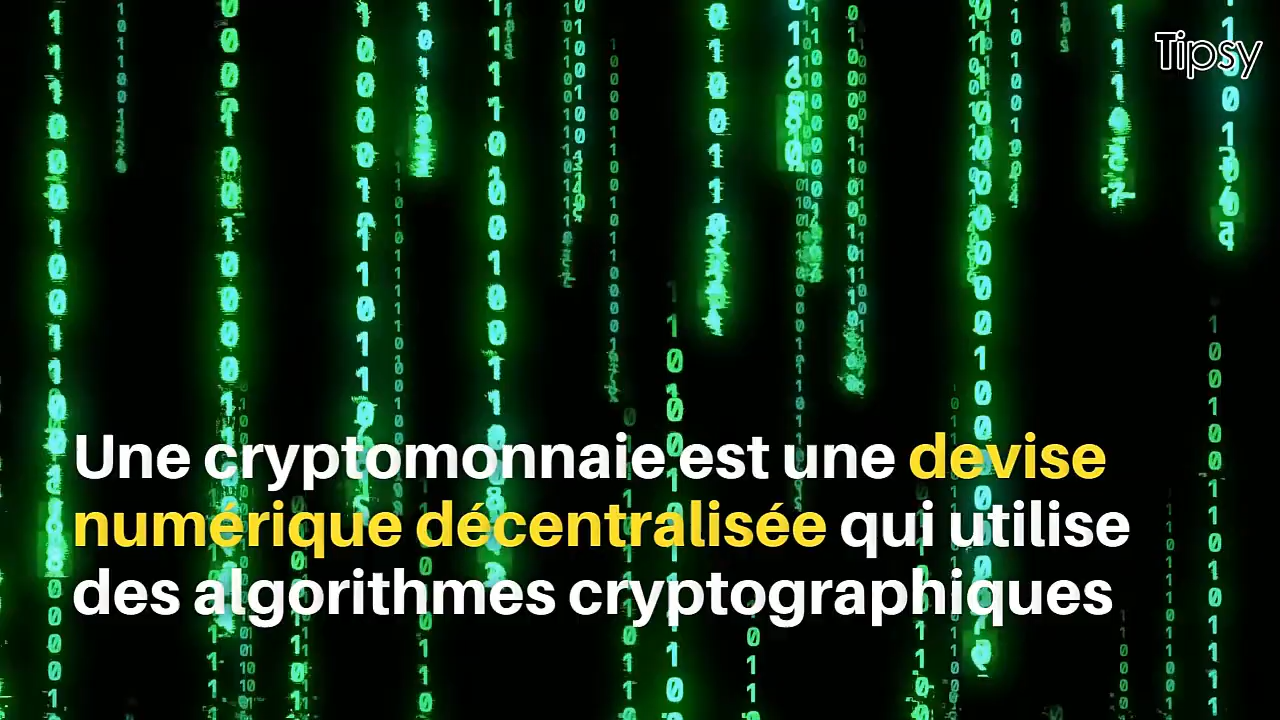 Tipsy
Une cryptomonnaie est une devise
numérique décentralisée qui utilise
des algorithmes cryptographiques